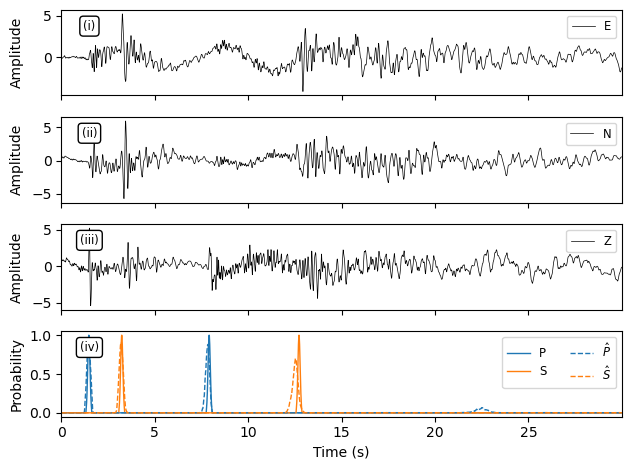 5
0
Amplitude
(i)
E
5
0
−5
Amplitude
(ii)
N
5
0
−5
Amplitude
(iii)
Z
1.0
0.5
0.0
Probability
(iv)
P P̂
S Ŝ
0 5 10 15 20 25
Time (s)